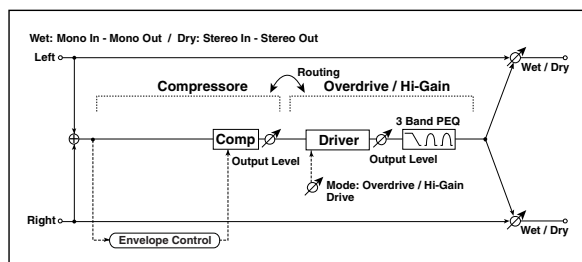 Wet: Mono In - Mono Out / Dry: Stereo In - Stereo Out
Left
Wet / Dry
Routing
Compressore
Overdrive / Hi-Gain
3 Band PEQ
Comp
Driver
Output Level
Output Level
Mode: Overdrive / Hi-Gain
Drive
Right
Wet / Dry
Envelope Control